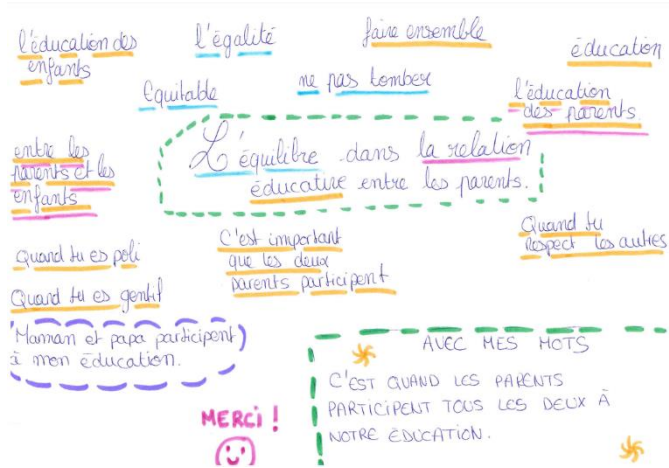 l'éducation des
enfants
l'égalité
faire ensemble
éducation
Equitable
ne pas tomber
l'éducation
des parents
entre les
parents et les
enfants
L'équilibre dans la relation
éducative entre les parents.
Quand tu es poli
Quand tu es gentil
C'est important
que les deux
parents participent
Quand tu
respect les autres
Maman et papa participent
à mon éducation.
MERCi !
AVEC MES MOTS
C'EST QUAND LES PARENTS
PARTICIPENT TOUS LES DEUX À
NOTRE ÉDUCATION.